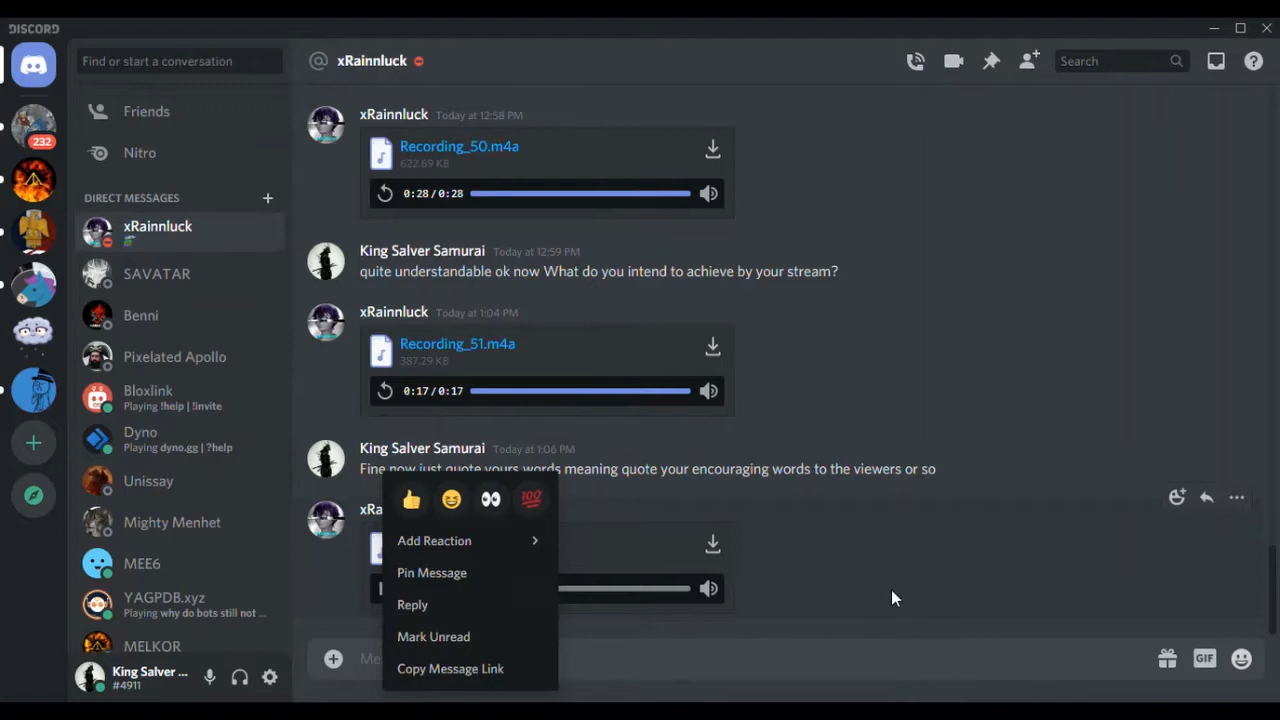 DISCORD
Find or start a conversation
Friends
Nitro
DIRECT MESSAGES
xRainnluck
SAVATAR
Benni
Pixelated Apollo
Bloxlink
Playing !help | !invite
Dyno
Playing dyno.gg | ?help
Unissay
Mighty Menhet
MEE6
YAGPDB.xyz
Playing why do bots still not ...
MELKOR
King Salver ...
#4911
232
@ xRainnluck
Search
xRainnluck Today at 12:58 PM
Recording_50.m4a
622.69 KB
0:28/0:28
King Salver Samurai Today at 12:59 PM
quite understandable ok now What do you intend to achieve by your stream?
xRainnluck Today at 1:04 PM
Recording_51.m4a
387.29 KB
0:17/0:17
King Salver Samurai Today at 1:06 PM
Fine now just quote yours words meaning quote your encouraging words to the viewers or so
xRa
100
Add Reaction
Pin Message
Reply
Mark Unread
Copy Message Link
Me
GIF